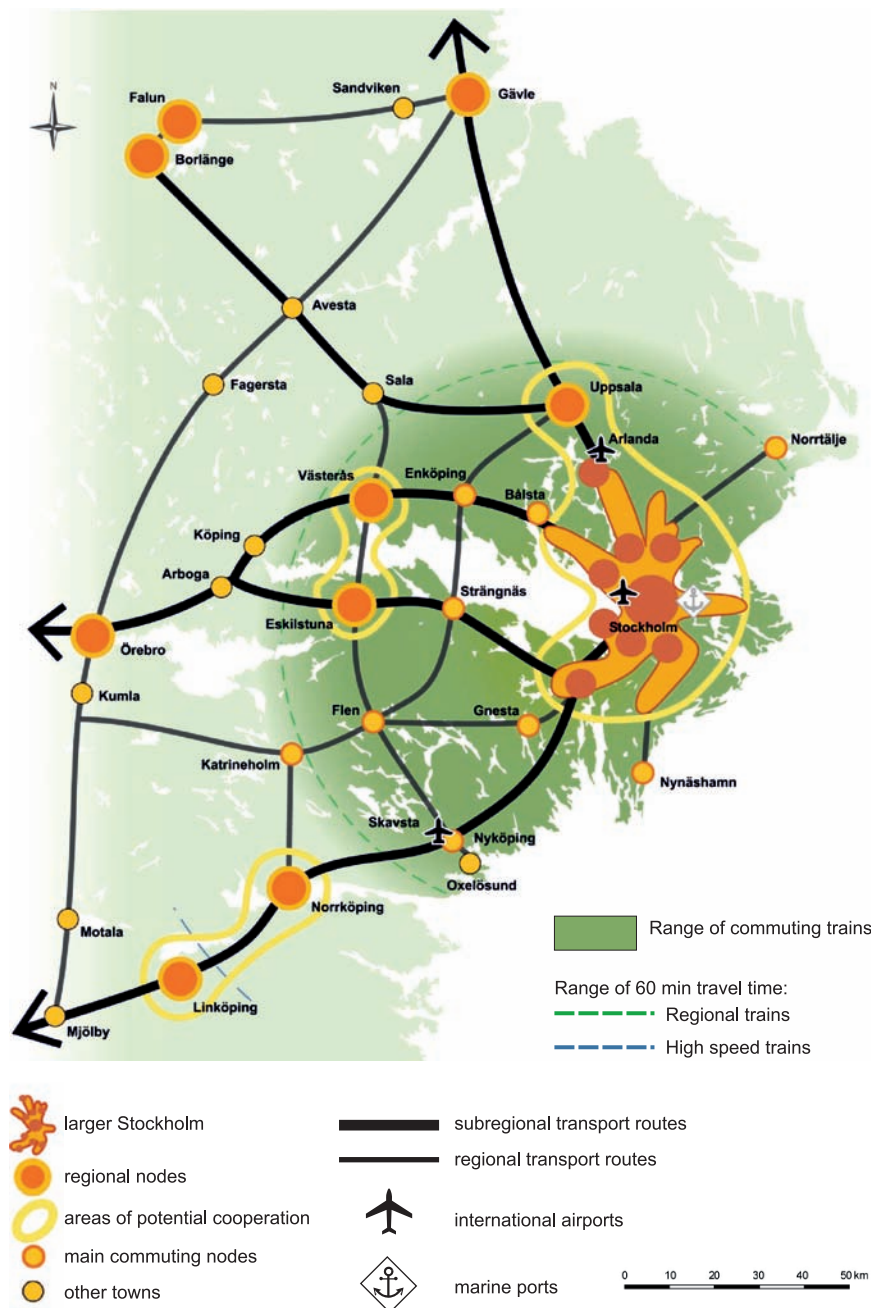 N
Sandviken
Gävle
Falun
Borlänge
Avesta
Fagersta
Sala
Uppsala
Arlanda
Norrtälje
Västerås
Enköping
Bålsta
Köping
Arboga
Strängnäs
Eskilstuna
Stockholm
Örebro
Kumla
Flen
Gnesta
Katrineholm
Nynäshamn
Skavsta
Nyköping
Oxelösund
Norrköping
Motala
Linköping
Mjölby
Range of commuting trains
Range of 60 min travel time:
Regional trains
High speed trains
larger Stockholm
regional nodes
areas of potential cooperation
main commuting nodes
other towns
subregional transport routes
regional transport routes
international airports
marine ports
0 10 20 30 40 50 km